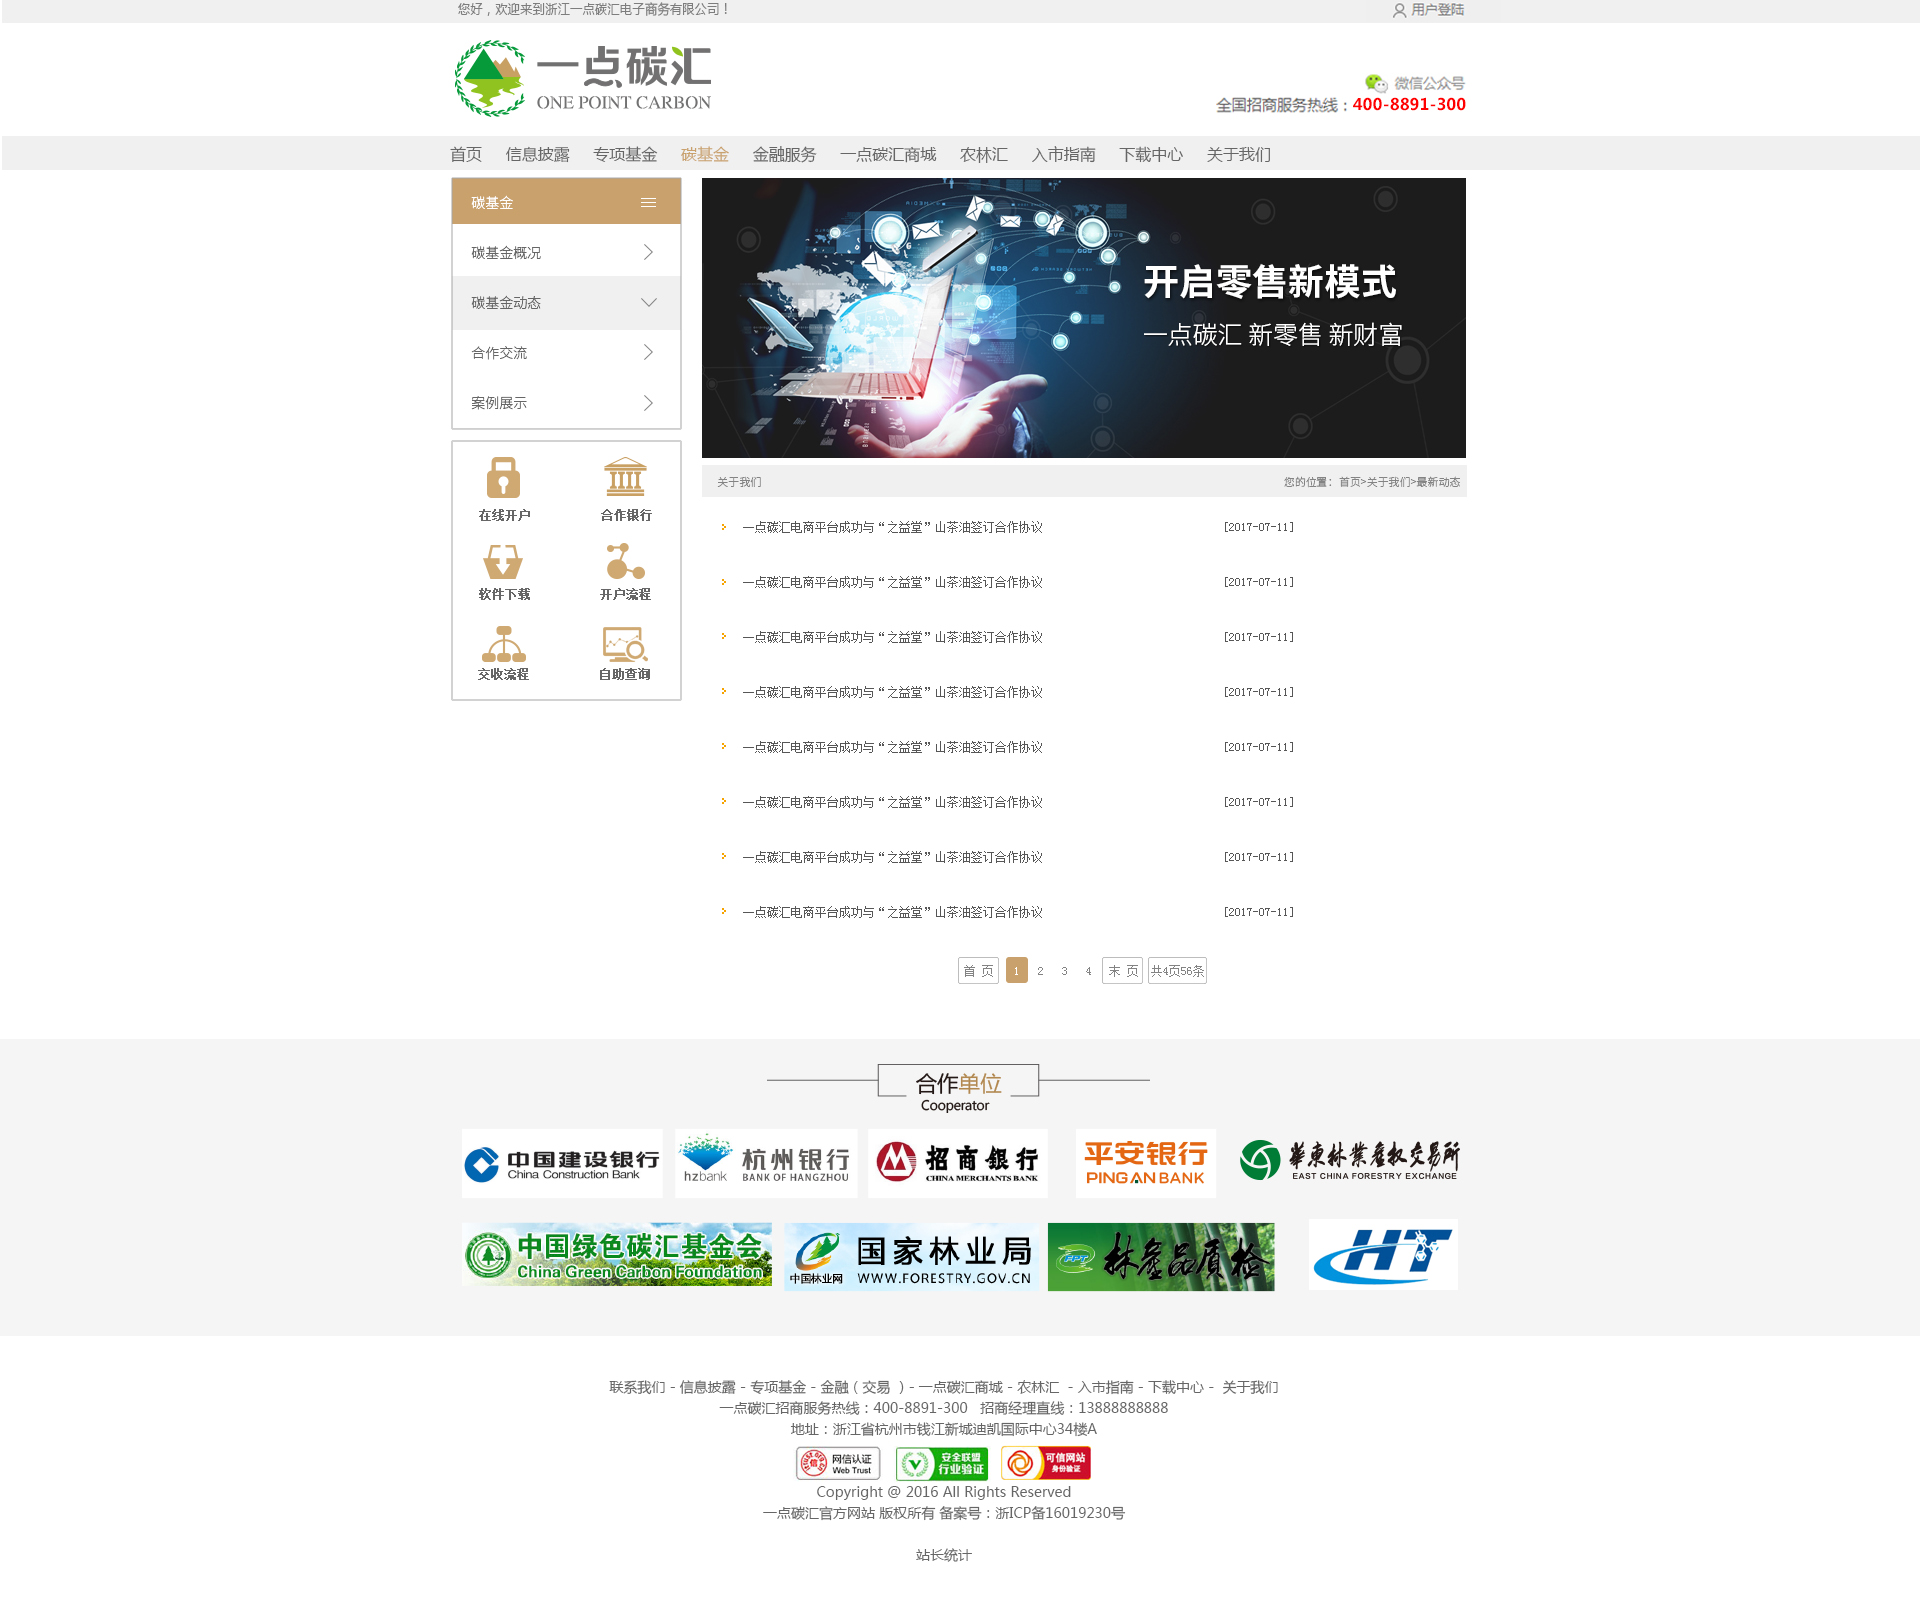 您好，欢迎来到浙江一点碳汇电子商务有限公司！
用户登陆
一点碳汇
ONE POINT CARBON
微信公众号
全国招商服务热线：400-8891-300
首页 信息披露 专项基金 碳基金 金融服务 一点碳汇商城 农林汇 入市指南 下载中心 关于我们
碳基金
碳基金概况
碳基金动态
合作交流
案例展示
开启零售新模式
一点碳汇 新零售 新财富
在线开户 合作银行
软件下载 开户流程
交收流程 自助查询
关于我们 您的位置：首页>关于我们>最新动态
一点碳汇电商平台成功与“之益堂”山茶油签订合作协议 [2017-07-11]
一点碳汇电商平台成功与“之益堂”山茶油签订合作协议 [2017-07-11]
一点碳汇电商平台成功与“之益堂”山茶油签订合作协议 [2017-07-11]
一点碳汇电商平台成功与“之益堂”山茶油签订合作协议 [2017-07-11]
一点碳汇电商平台成功与“之益堂”山茶油签订合作协议 [2017-07-11]
一点碳汇电商平台成功与“之益堂”山茶油签订合作协议 [2017-07-11]
一点碳汇电商平台成功与“之益堂”山茶油签订合作协议 [2017-07-11]
一点碳汇电商平台成功与“之益堂”山茶油签订合作协议 [2017-07-11]
首 页 1 2 3 4 末 页 共4页56条
合作单位
Cooperator
中国建设银行
China Construction Bank
hzbank
杭州银行
BANK OF HANGZHOU
招商银行
CHINA MERCHANTS BANK
平安银行
PING AN BANK
華東林業產权交易所
EAST CHINA FORESTRY EXCHANGE
中国绿色碳汇基金会
China Green Carbon Foundation
中国林业网
国家林业局
WWW.FORESTRY.GOV.CN
FPT
林产品质检
HT
联系我们 - 信息披露 - 专项基金 - 金融（交易 ）- 一点碳汇商城 - 农林汇 - 入市指南 - 下载中心 - 关于我们
一点碳汇招商服务热线：400-8891-300 招商经理直线：13888888888
地址：浙江省杭州市钱江新城迪凯国际中心34楼A
网信认证
Web Trust
安全联盟
行业验证
可信网站
身份验证
Copyright @ 2016 All Rights Reserved
一点碳汇官方网站 版权所有 备案号：浙ICP备16019230号
站长统计